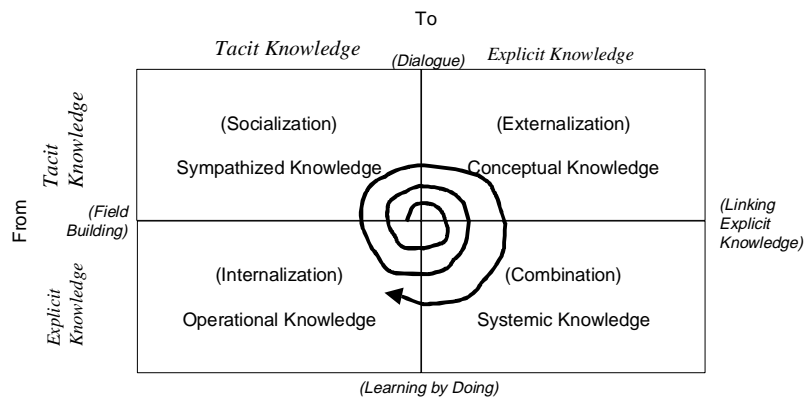 To
Tacit Knowledge
Explicit Knowledge
(Dialogue)
From
Tacit
Knowledge
(Socialization)
Sympathized Knowledge
(Externalization)
Conceptual Knowledge
(Field
Building)
(Linking
Explicit
Knowledge)
Explicit
Knowledge
(Internalization)
Operational Knowledge
(Combination)
Systemic Knowledge
(Learning by Doing)